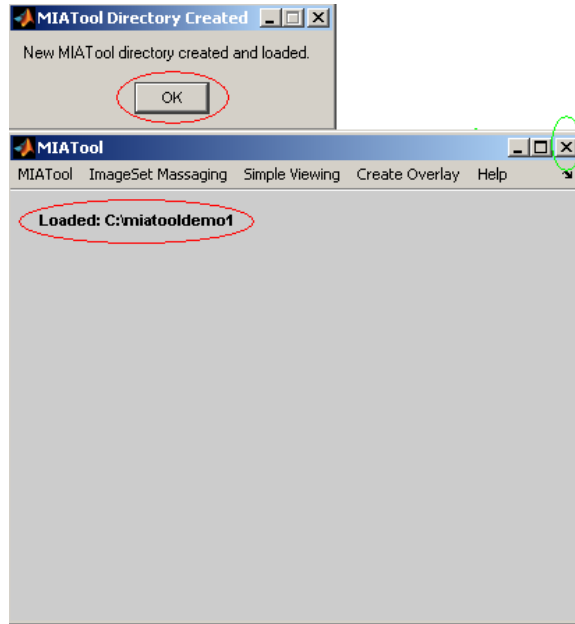 MIATool Directory Created
New MIATool directory created and loaded.
OK
MIATool
MIATool ImageSet Massaging Simple Viewing Create Overlay Help
Loaded: C:\miatooldemo1